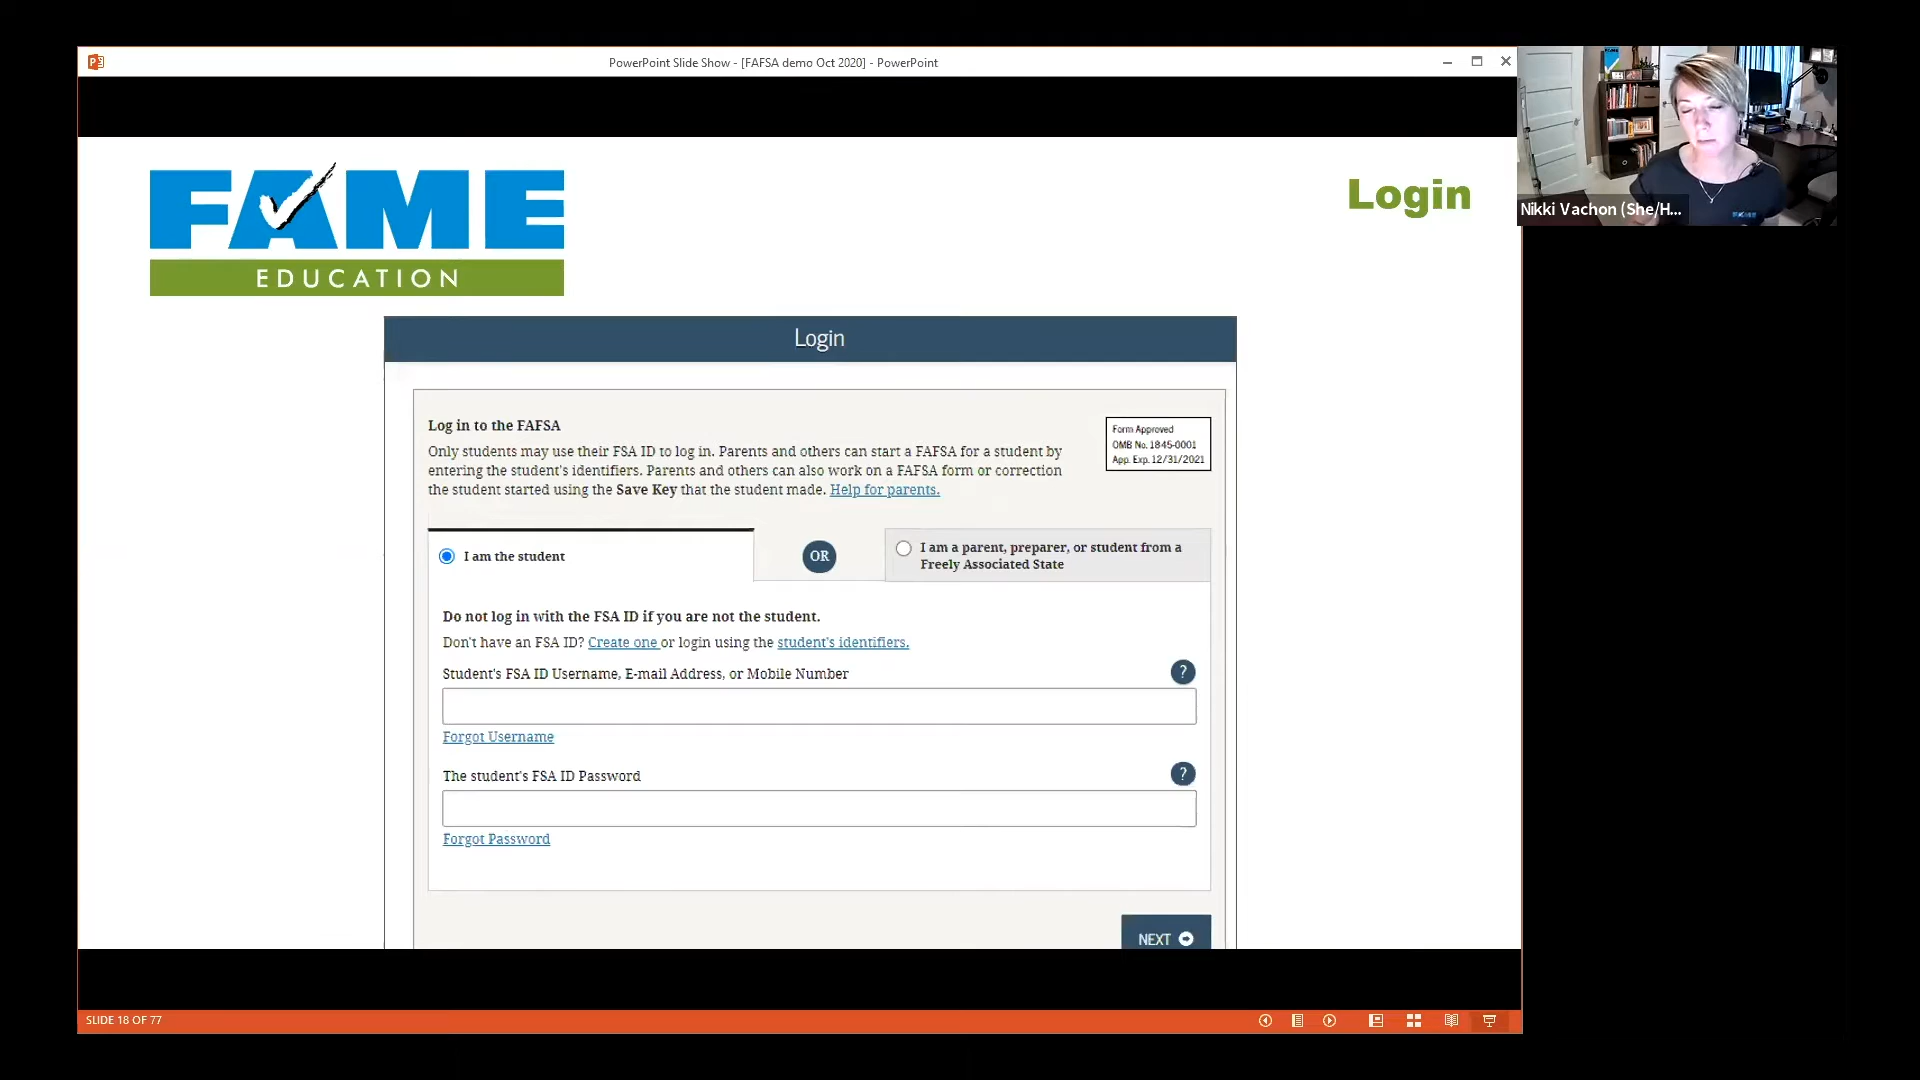 PowerPoint Slide Show - [FAFSA demo Oct 2020] - PowerPoint
FAME
EDUCATION
Login
Nikki Vachon (She/H...
Login
Log in to the FAFSA
Only students may use their FSA ID to log in. Parents and others can start a FAFSA for a student by
entering the student's identifiers. Parents and others can also work on a FAFSA form or correction
the student started using the Save Key that the student made. Help for parents.
Form Approved
OMB No. 1845-0001
App. Exp. 12/31/2021
I am the student
OR
I am a parent, preparer, or student from a
Freely Associated State
Do not log in with the FSA ID if you are not the student.
Don't have an FSA ID? Create one or login using the student's identifiers.
Student's FSA ID Username, E-mail Address, or Mobile Number
?
Forgot Username
The student's FSA ID Password
?
Forgot Password
NEXT
SLIDE 18 OF 77